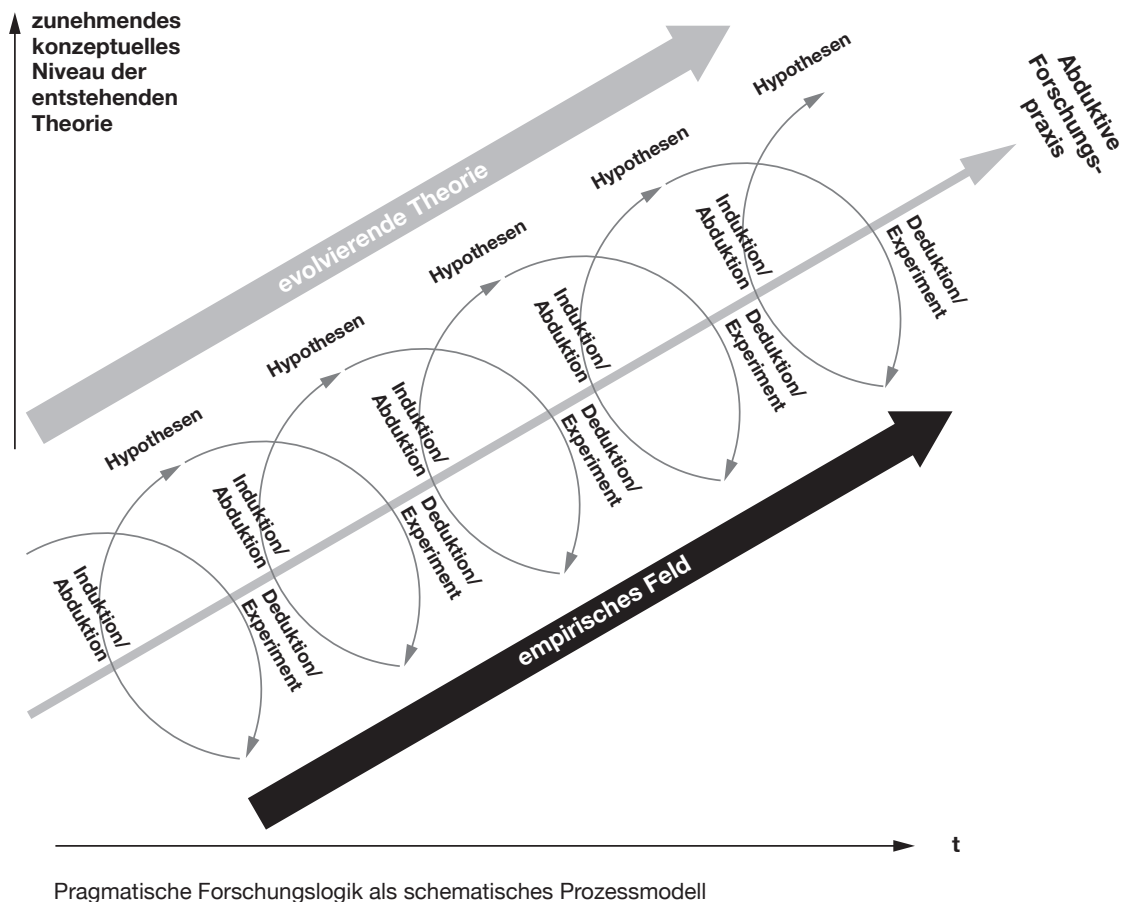 zunehmendes
konzeptuelles
Niveau der
entstehenden
Theorie
evolvierende Theorie
Hypothesen
Hypothesen
Hypothesen
Hypothesen
Hypothesen
Abduktive
Forschungs-
praxis
Induktion/
Abduktion
Deduktion/
Experiment
Induktion/
Abduktion
Deduktion/
Experiment
Induktion/
Abduktion
Deduktion/
Experiment
Induktion/
Abduktion
Deduktion/
Experiment
Induktion/
Abduktion
Deduktion/
Experiment
empirisches Feld
t
Pragmatische Forschungslogik als schematisches Prozessmodell